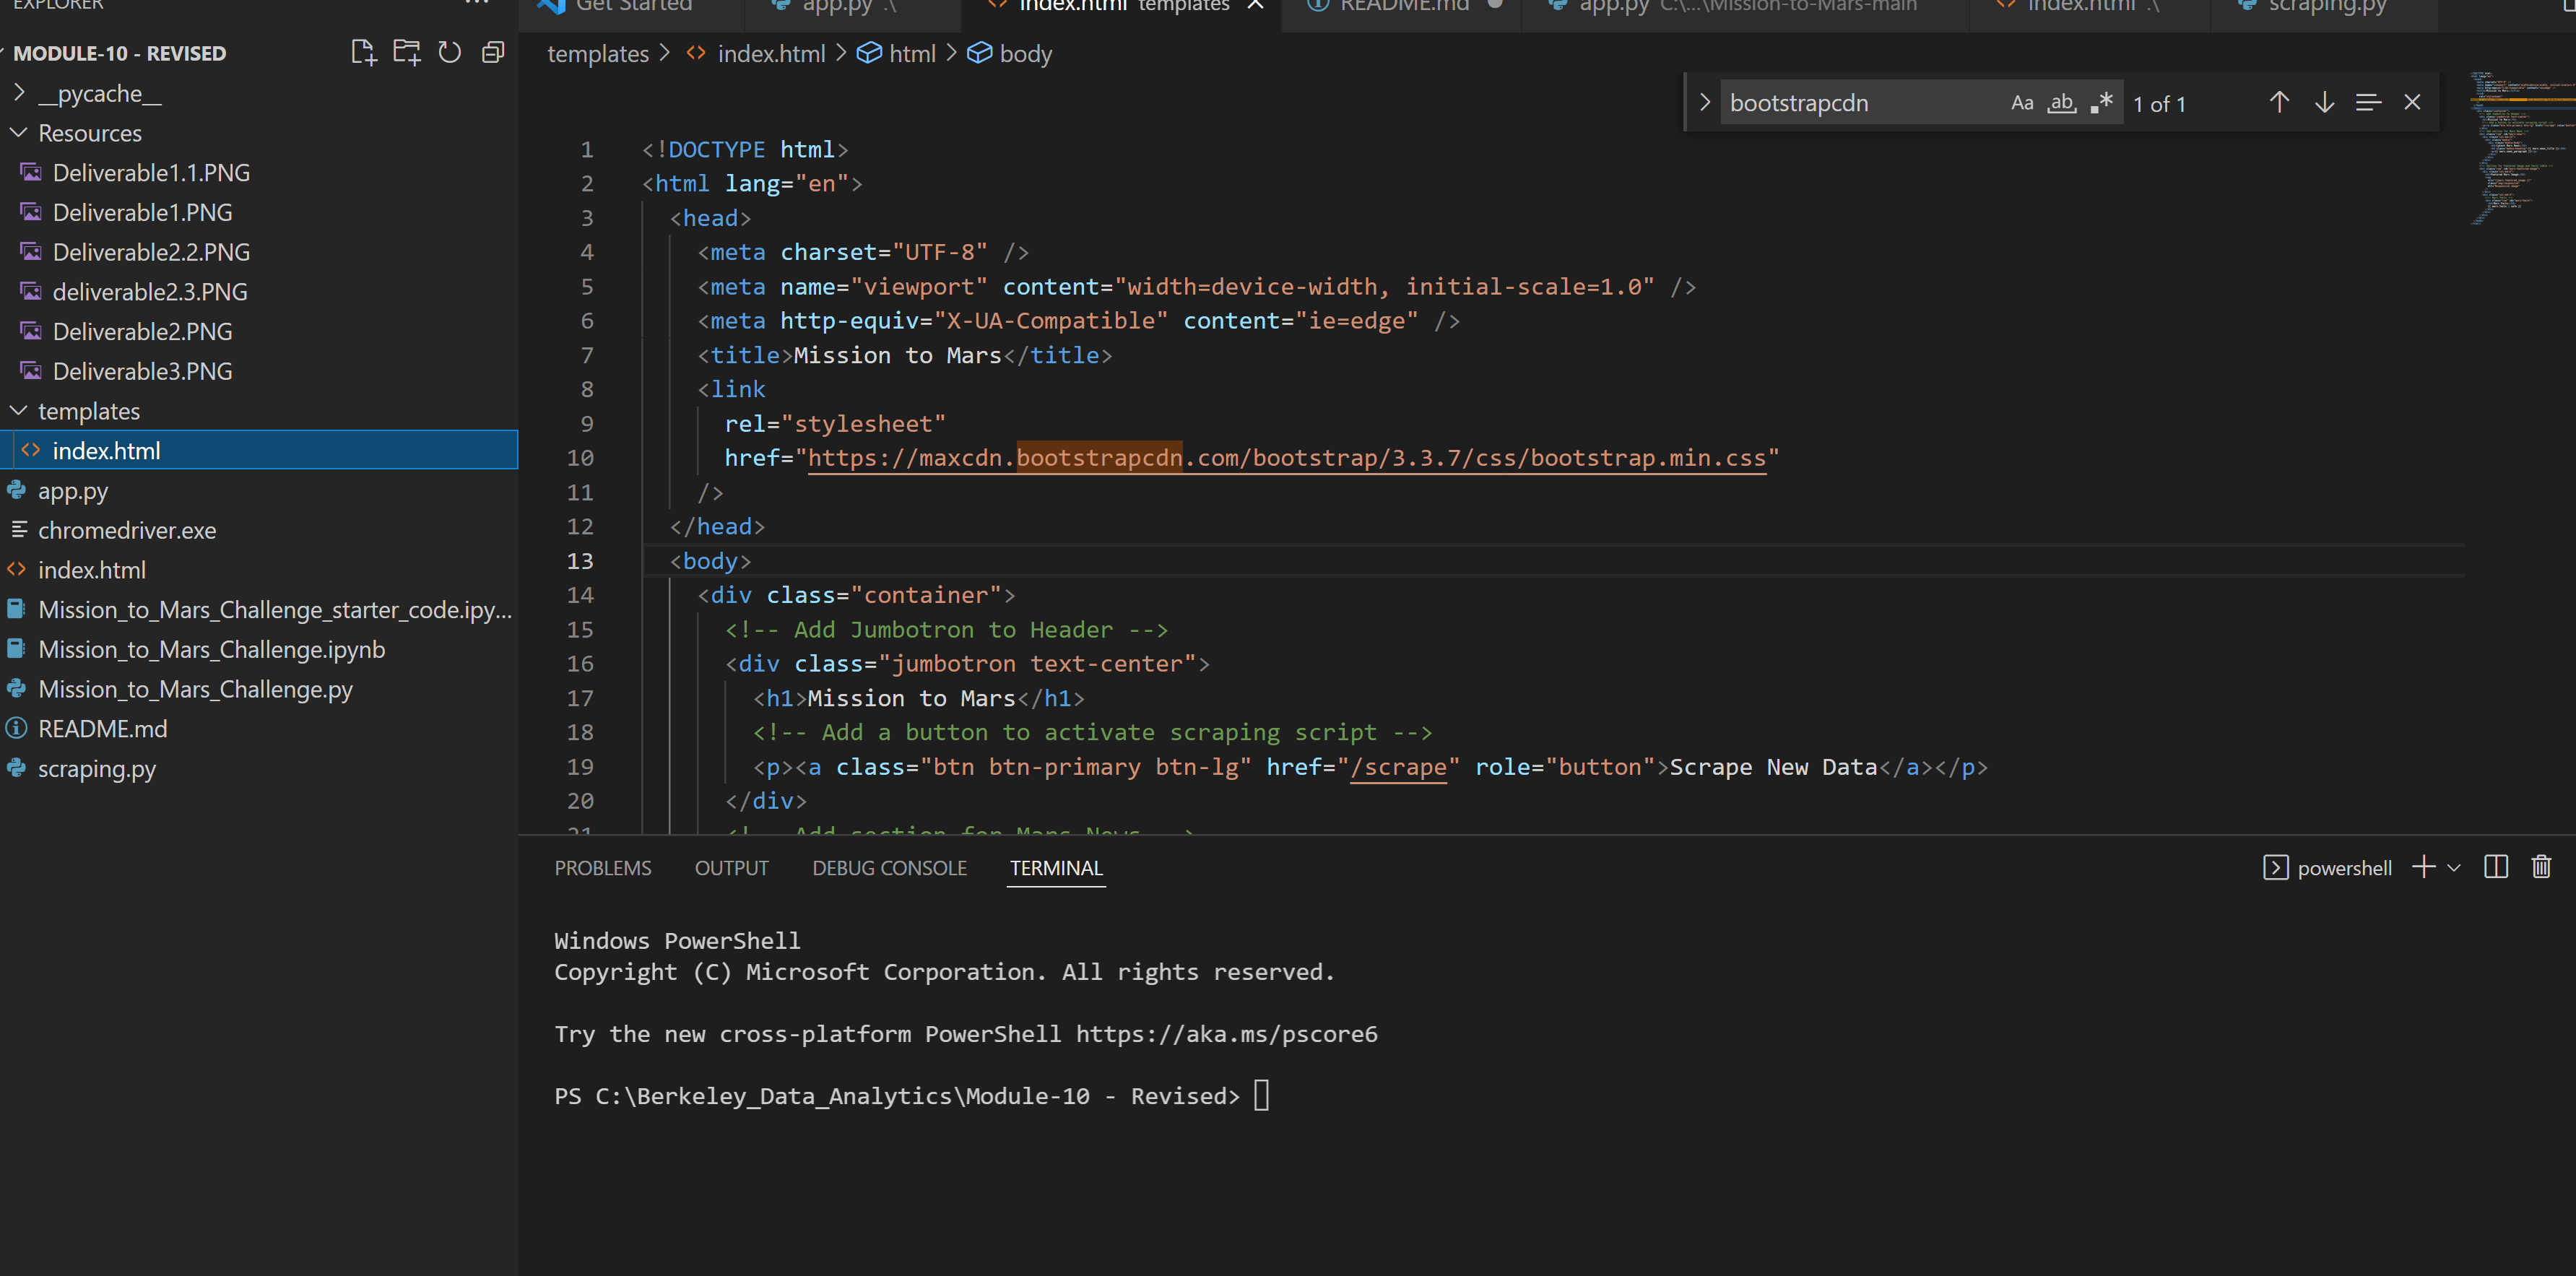 EXPLORER
MODULE-10 - REVISED
__pycache__
Resources
Deliverable1.1.PNG
Deliverable1.PNG
Deliverable2.2.PNG
deliverable2.3.PNG
Deliverable2.PNG
Deliverable3.PNG
templates
index.html
app.py
chromedriver.exe
index.html
Mission_to_Mars_Challenge_starter_code.ipy...
Mission_to_Mars_Challenge.ipynb
Mission_to_Mars_Challenge.py
README.md
scraping.py
Get Started app.py .\ index.html templates README.md app.py C:\...\Mission-to-Mars-main index.html .\ scraping.py
templates > index.html > html > body
bootstrapcdn Aa ab .* 1 of 1
1 <!DOCTYPE html>
2 <html lang="en">
3 <head>
4 <meta charset="UTF-8" />
5 <meta name="viewport" content="width=device-width, initial-scale=1.0" />
6 <meta http-equiv="X-UA-Compatible" content="ie=edge" />
7 <title>Mission to Mars</title>
8 <link
9 rel="stylesheet"
10 href="https://maxcdn.bootstrapcdn.com/bootstrap/3.3.7/css/bootstrap.min.css"
11 />
12 </head>
13 <body>
14 <div class="container">
15 <!-- Add Jumbotron to Header -->
16 <div class="jumbotron text-center">
17 <h1>Mission to Mars</h1>
18 <!-- Add a button to activate scraping script -->
19 <p><a class="btn btn-primary btn-lg" href="/scrape" role="button">Scrape New Data</a></p>
20 </div>
21 <!-- Add section for Mars News -->
PROBLEMS OUTPUT DEBUG CONSOLE TERMINAL powershell
Windows PowerShell
Copyright (C) Microsoft Corporation. All rights reserved.
Try the new cross-platform PowerShell https://aka.ms/pscore6
PS C:\Berkeley_Data_Analytics\Module-10 - Revised>